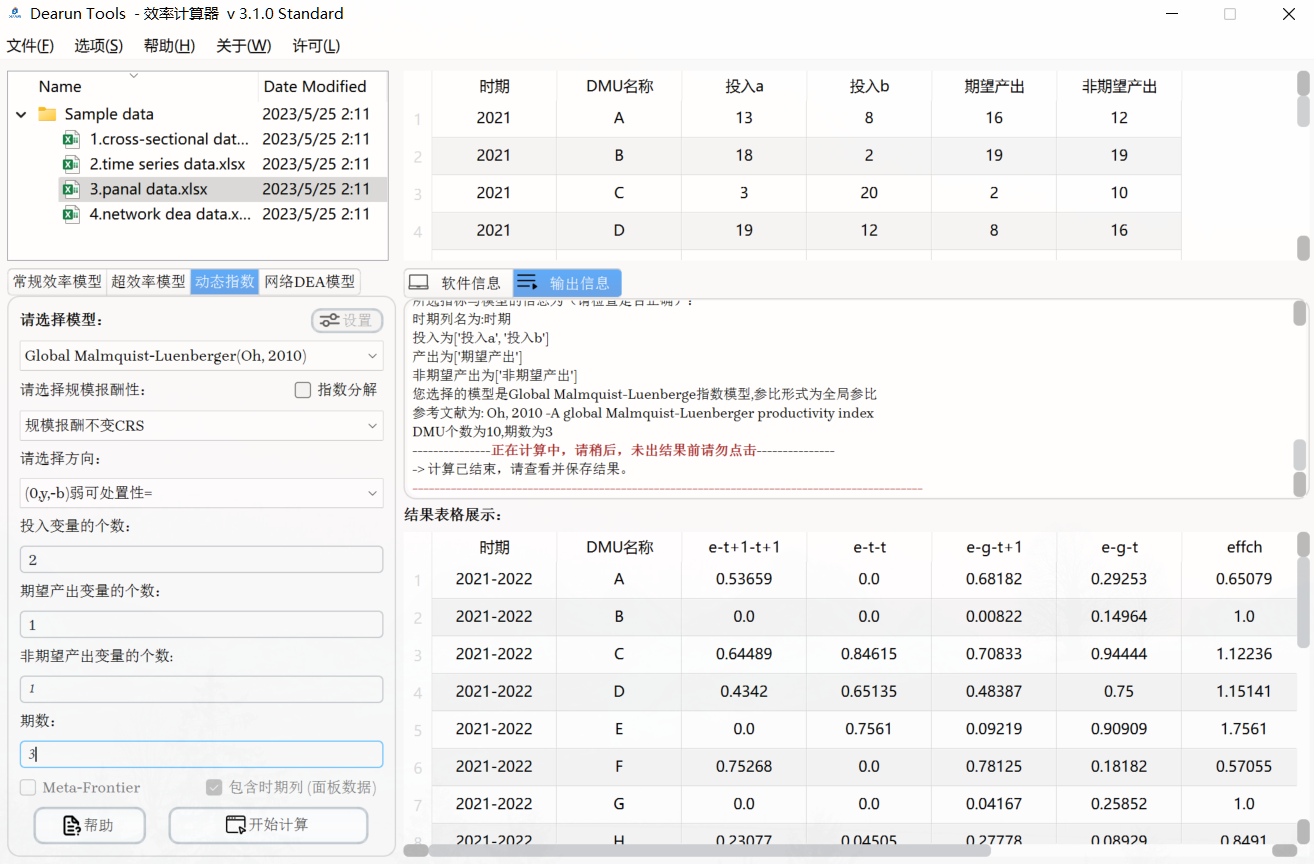 Dearun Tools - 效率计算器 v 3.1.0 Standard
文件(F) 选项(S) 帮助(H) 关于(W) 许可(L)
Name Date Modified
Sample data 2023/5/25 2:11
1.cross-sectional dat... 2023/5/25 2:11
2.time series data.xlsx 2023/5/25 2:11
3.panal data.xlsx 2023/5/25 2:11
4.network dea data.x... 2023/5/25 2:11
时期 DMU名称 投入a 投入b 期望产出 非期望产出
1 2021 A 13 8 16 12
2 2021 B 18 2 19 19
3 2021 C 3 20 2 10
4 2021 D 19 12 8 16
常规效率模型 超效率模型 动态指数 网络DEA模型
请选择模型:
设置
Global Malmquist-Luenberger(Oh, 2010)
请选择规模报酬性:
指数分解
规模报酬不变CRS
请选择方向:
(0,y,-b)弱可处置性=
投入变量的个数:
2
期望产出变量的个数:
1
非期望产出变量的个数:
1
期数:
3
Meta-Frontier 包含时期列 (面板数据)
帮助 开始计算
软件信息 输出信息
所选指标与模型的信息为（请检查是否正确）:
时期列名为:时期
投入为['投入a', '投入b']
产出为['期望产出']
非期望产出为['非期望产出']
您选择的模型是Global Malmquist-Luenberge指数模型,参比形式为全局参比
参考文献为: Oh, 2010 -A global Malmquist-Luenberger productivity index
DMU个数为10,期数为3
---------------正在计算中，请稍后，未出结果前请勿点击---------------
-> 计算已结束，请查看并保存结果。
结果表格展示:
时期 DMU名称 e-t+1-t+1 e-t-t e-g-t+1 e-g-t effch
1 2021-2022 A 0.53659 0.0 0.68182 0.29253 0.65079
2 2021-2022 B 0.0 0.0 0.00822 0.14964 1.0
3 2021-2022 C 0.64489 0.84615 0.70833 0.94444 1.12236
4 2021-2022 D 0.4342 0.65135 0.48387 0.75 1.15141
5 2021-2022 E 0.0 0.7561 0.09219 0.90909 1.7561
6 2021-2022 F 0.75268 0.0 0.78125 0.18182 0.57055
7 2021-2022 G 0.0 0.0 0.04167 0.25852 1.0
8 2021-2022 H 0.23077 0.04505 0.27778 0.08929 0.8491